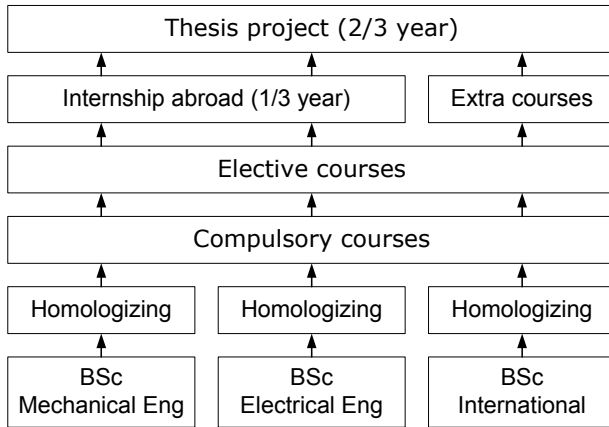 Thesis project (2/3 year)
Internship abroad (1/3 year)
Extra courses
Elective courses
Compulsory courses
Homologizing
Homologizing
Homologizing
BSc
Mechanical Eng
BSc
Electrical Eng
BSc
International